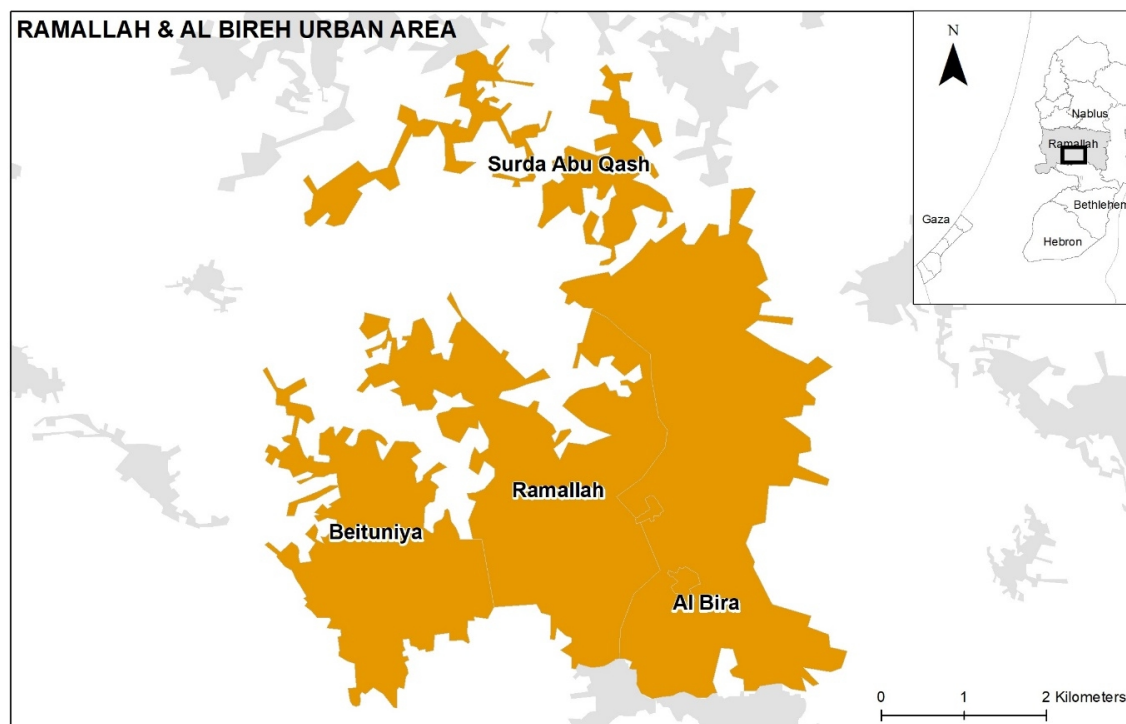 RAMALLAH & AL BIREH URBAN AREA
N
Nablus
Ramallah
Bethlehem
Gaza
Hebron
Surda Abu Qash
Ramallah
Beituniya
Al Bira
0 1 2 Kilometers